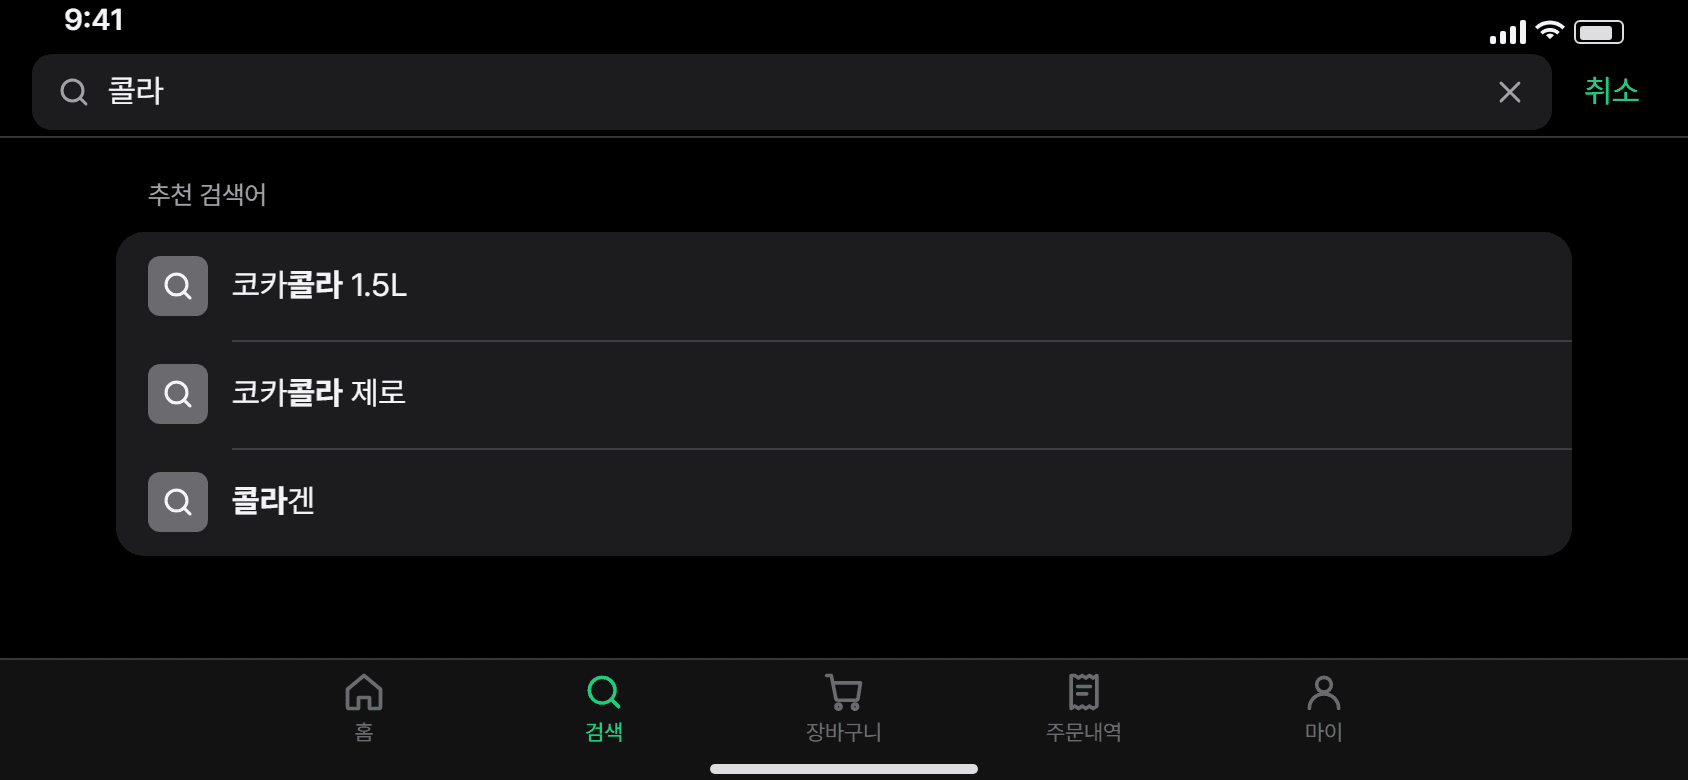 9:41
콜라
취소
추천 검색어
코카콜라 1.5L
코카콜라 제로
콜라겐
홈
검색
장바구니
주문내역
마이